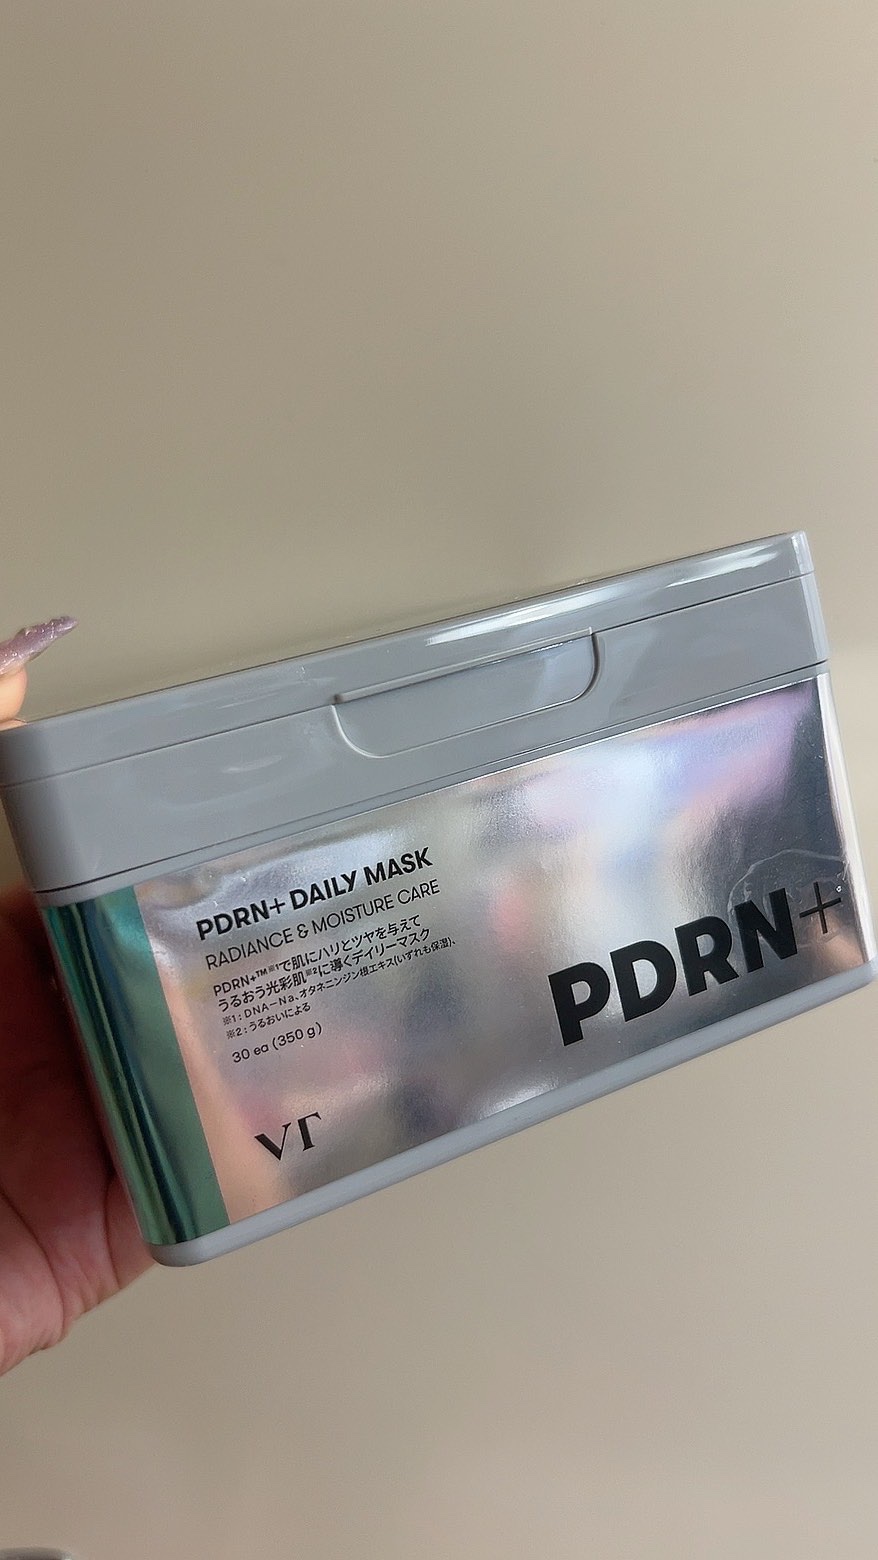 PDRN+ DAILY MASK
RADIANCE & MOISTURE CARE
PDRN+™※1で肌にハリとツヤを与えて
うるおう光彩肌※2に導くデイリーマスク
※1：DNA−Na、オタネニンジン根エキス(いずれも保湿)、
※2：うるおいによる
30 ea (350 g)
VT
PDRN+